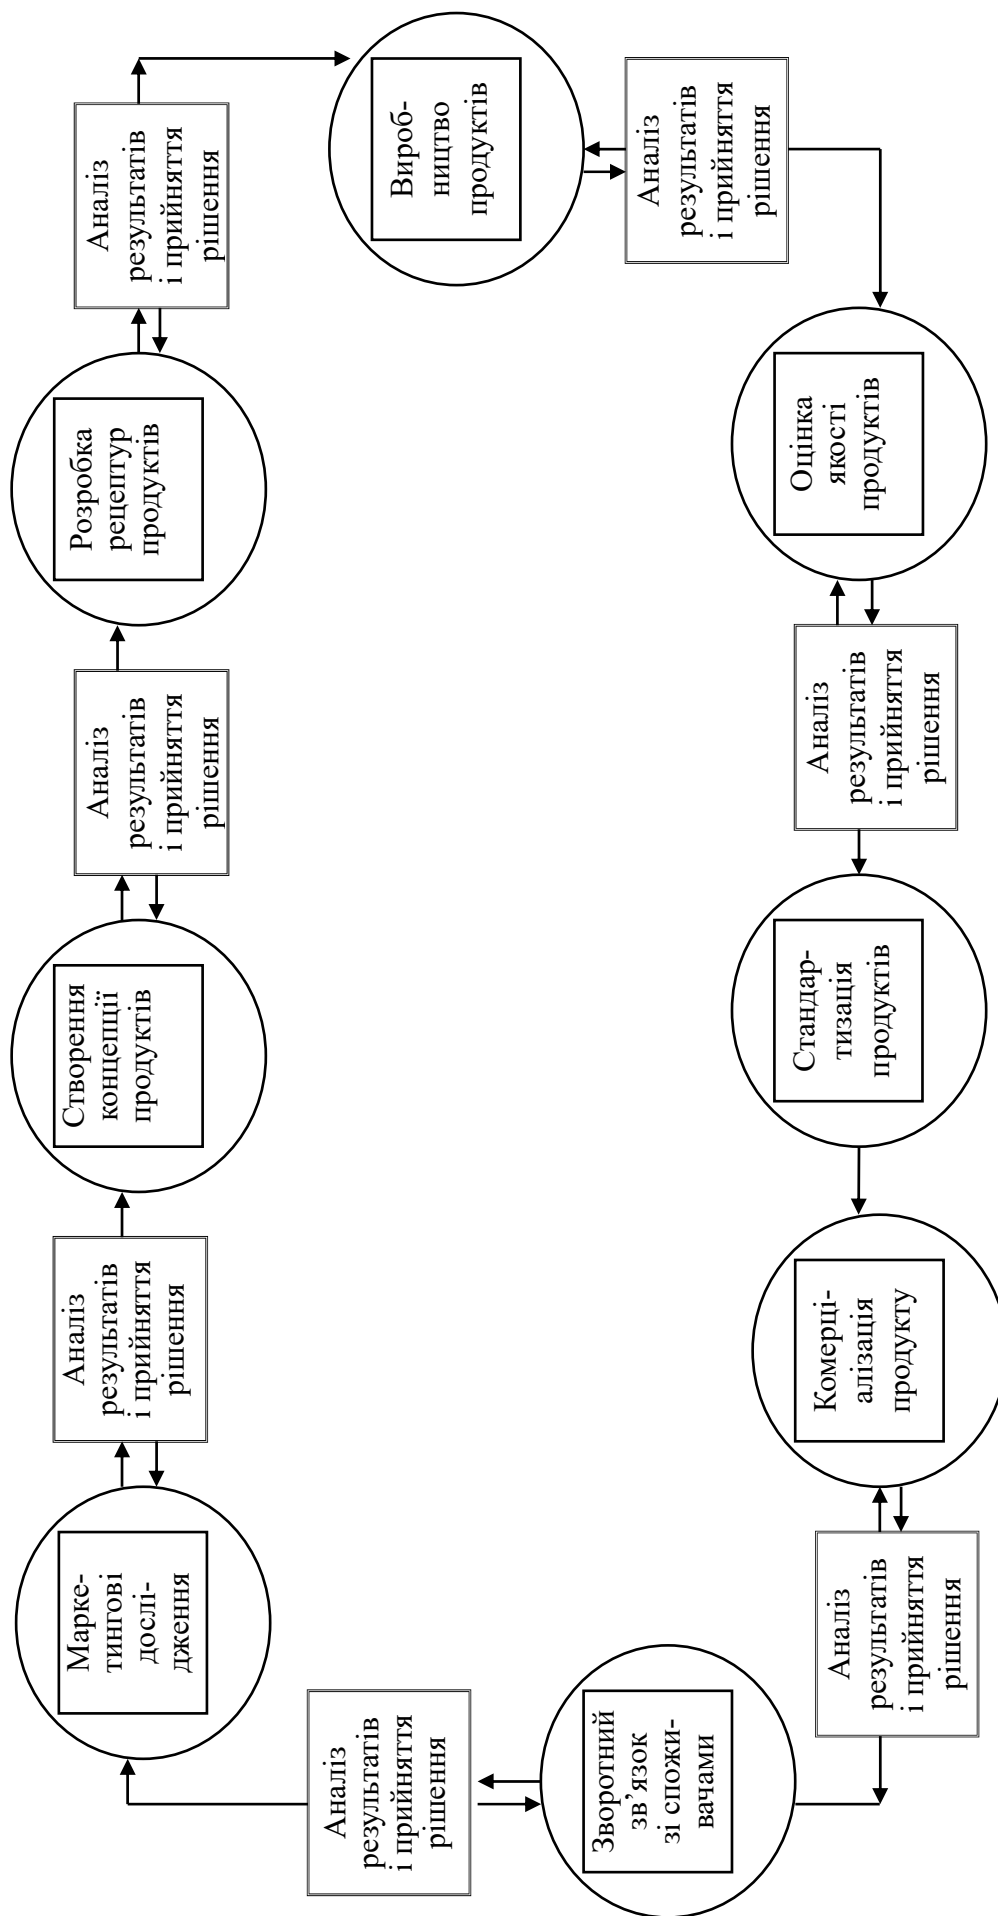 Марке-
тингові
дослі-
дження
Аналіз
результатів
і прийняття
рішення
Створення
концепції
продуктів
Аналіз
результатів
і прийняття
рішення
Розробка
рецептур
продуктів
Аналіз
результатів
і прийняття
рішення
Вироб-
ництво
продуктів
Аналіз
результатів
і прийняття
рішення
Оцінка
якості
продуктів
Аналіз
результатів
і прийняття
рішення
Стандар-
тизація
продуктів
Комерці-
алізація
продукту
Аналіз
результатів
і прийняття
рішення
Зворотний
зв’язок
зі спожи-
вачами
Аналіз
результатів
і прийняття
рішення